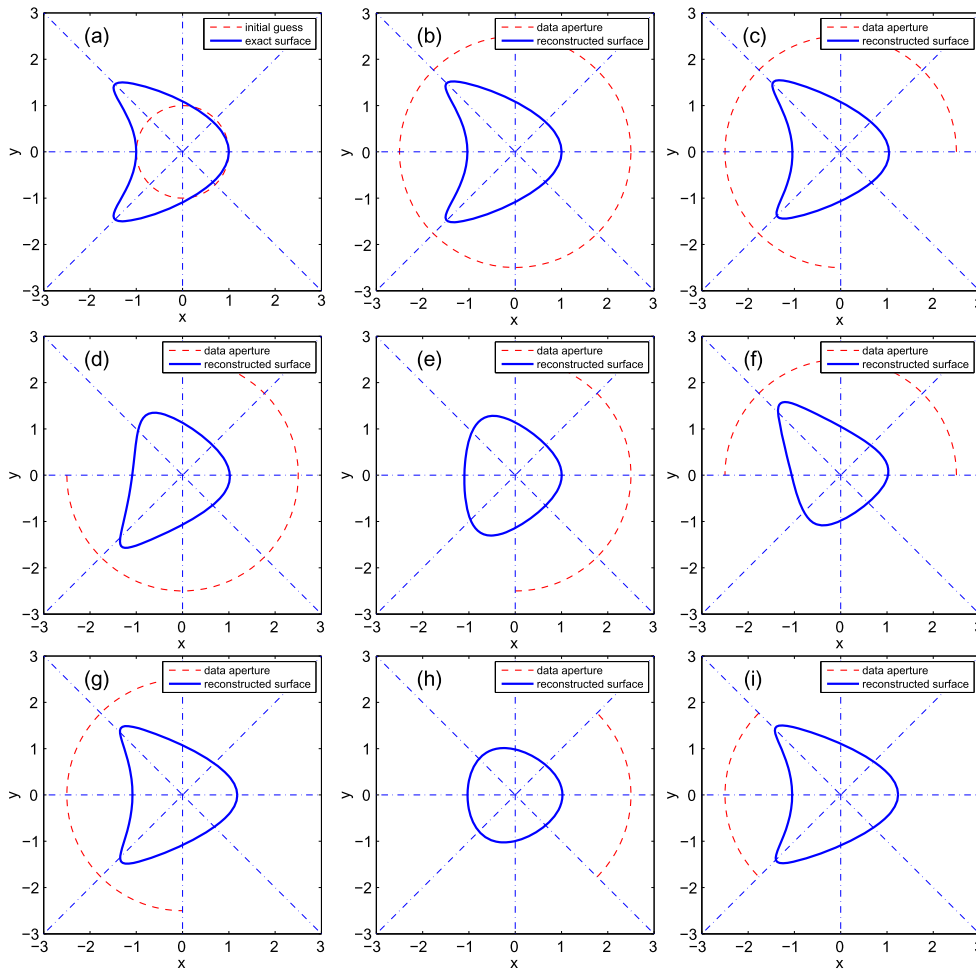 (a)
initial guess
exact surface
3
2
1
0
−1
−2
−3
y
−3 −2 −1 0 1 2 3
x
(b)
data aperture
reconstructed surface
3
2
1
0
−1
−2
−3
y
−3 −2 −1 0 1 2 3
x
(c)
data aperture
reconstructed surface
3
2
1
0
−1
−2
−3
y
−3 −2 −1 0 1 2 3
x
(d)
data aperture
reconstructed surface
3
2
1
0
−1
−2
−3
y
−3 −2 −1 0 1 2 3
x
(e)
data aperture
reconstructed surface
3
2
1
0
−1
−2
−3
y
−3 −2 −1 0 1 2 3
x
(f)
data aperture
reconstructed surface
3
2
1
0
−1
−2
−3
y
−3 −2 −1 0 1 2 3
x
(g)
data aperture
reconstructed surface
3
2
1
0
−1
−2
−3
y
−3 −2 −1 0 1 2 3
x
(h)
data aperture
reconstructed surface
3
2
1
0
−1
−2
−3
y
−3 −2 −1 0 1 2 3
x
(i)
data aperture
reconstructed surface
3
2
1
0
−1
−2
−3
y
−3 −2 −1 0 1 2 3
x